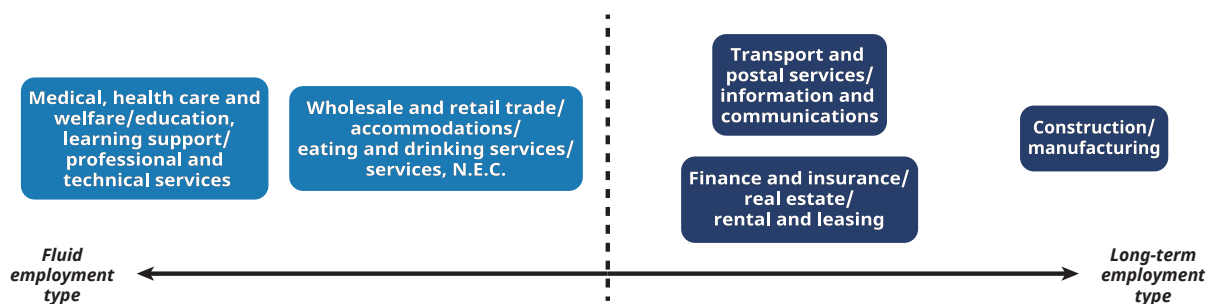 Medical, health care and
welfare/education,
learning support/
professional and
technical services
Wholesale and retail trade/
accommodations/
eating and drinking services/
services, N.E.C.
Transport and
postal services/
information and
communications
Finance and insurance/
real estate/
rental and leasing
Construction/
manufacturing
Fluid
employment
type
Long-term
employment
type